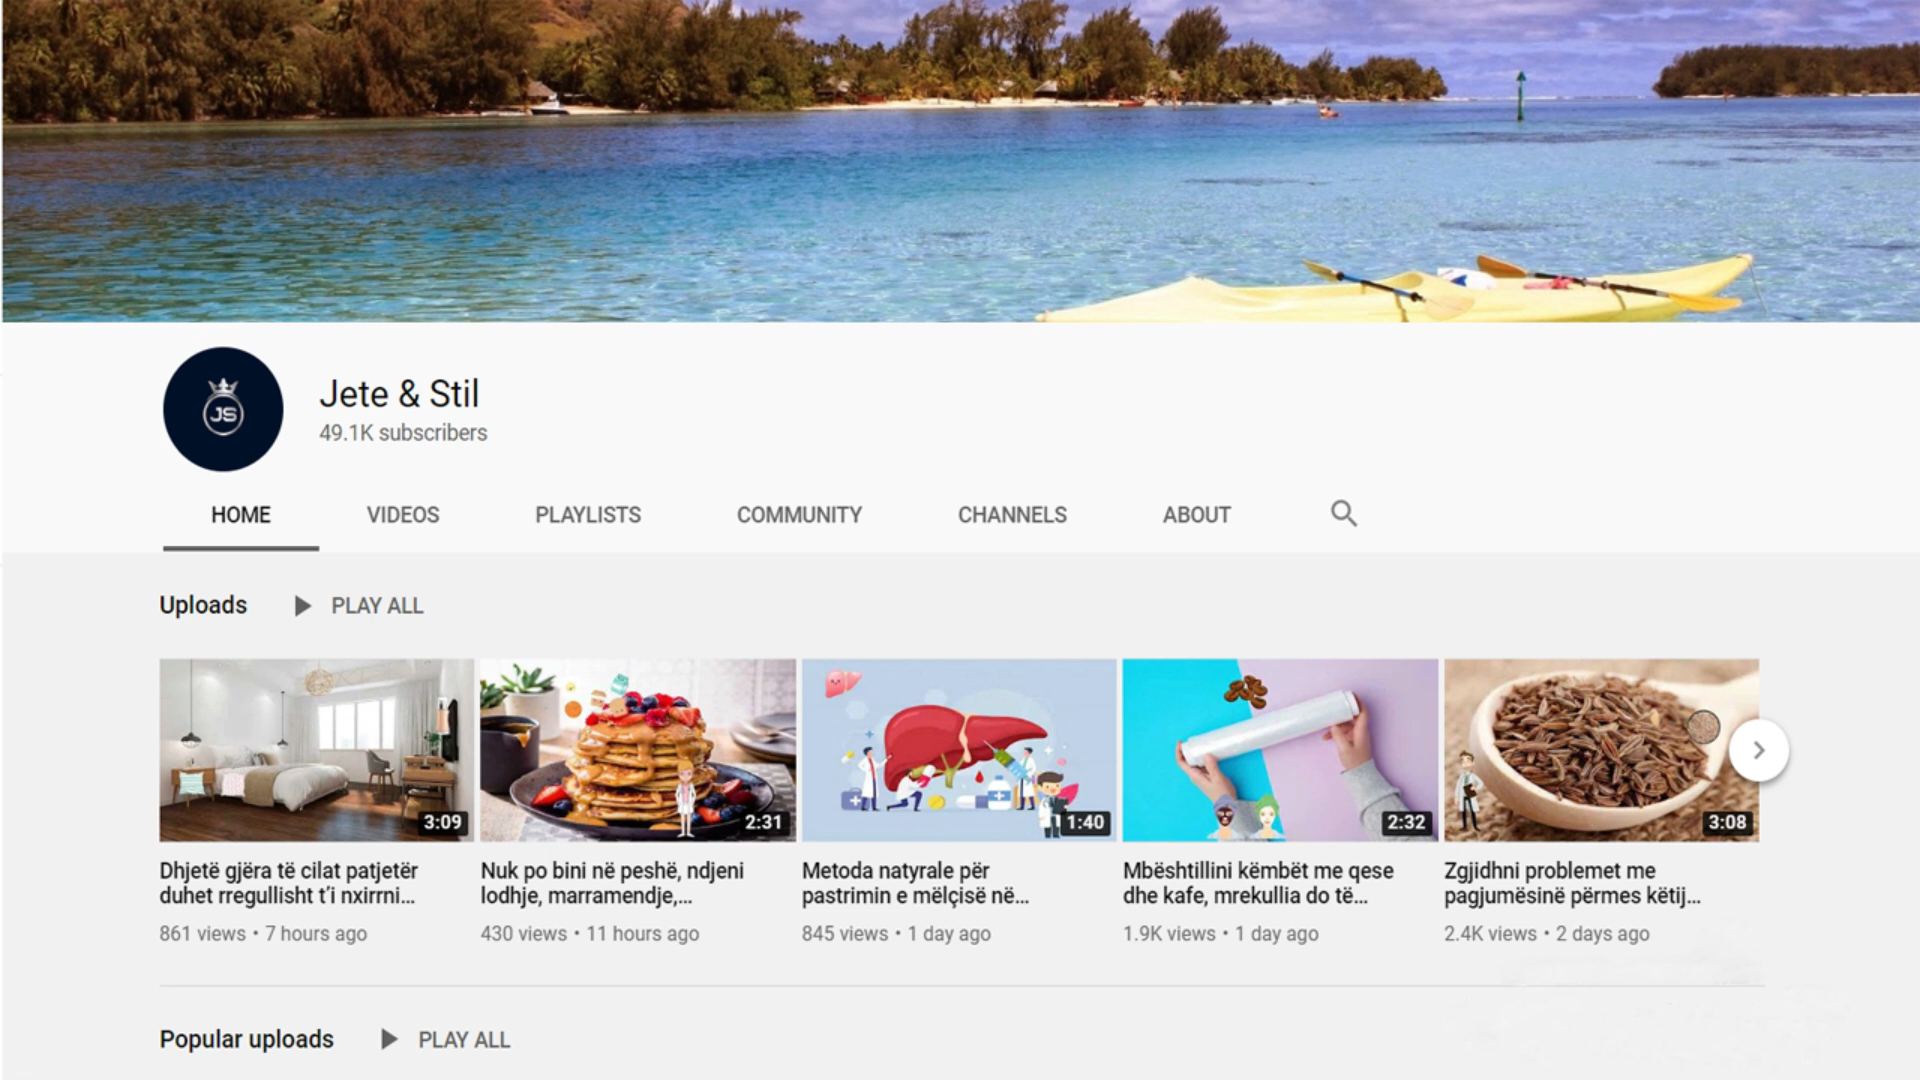 JS
Jete & Stil
49.1K subscribers
HOME VIDEOS PLAYLISTS COMMUNITY CHANNELS ABOUT
Uploads PLAY ALL
3:09 2:31 1:40 2:32 3:08
Dhjetë gjëra të cilat patjetër
duhet rregullisht t'i nxirrni...
861 views • 7 hours ago
Nuk po bini në peshë, ndjeni
lodhje, marramendje,...
430 views • 11 hours ago
Metoda natyrale për
pastrimin e mëlçisë në...
845 views • 1 day ago
Mbështillini këmbët me qese
dhe kafe, mrekullia do të...
1.9K views • 1 day ago
Zgjidhni problemet me
pagjumësinë përmes këtij...
2.4K views • 2 days ago
Popular uploads PLAY ALL